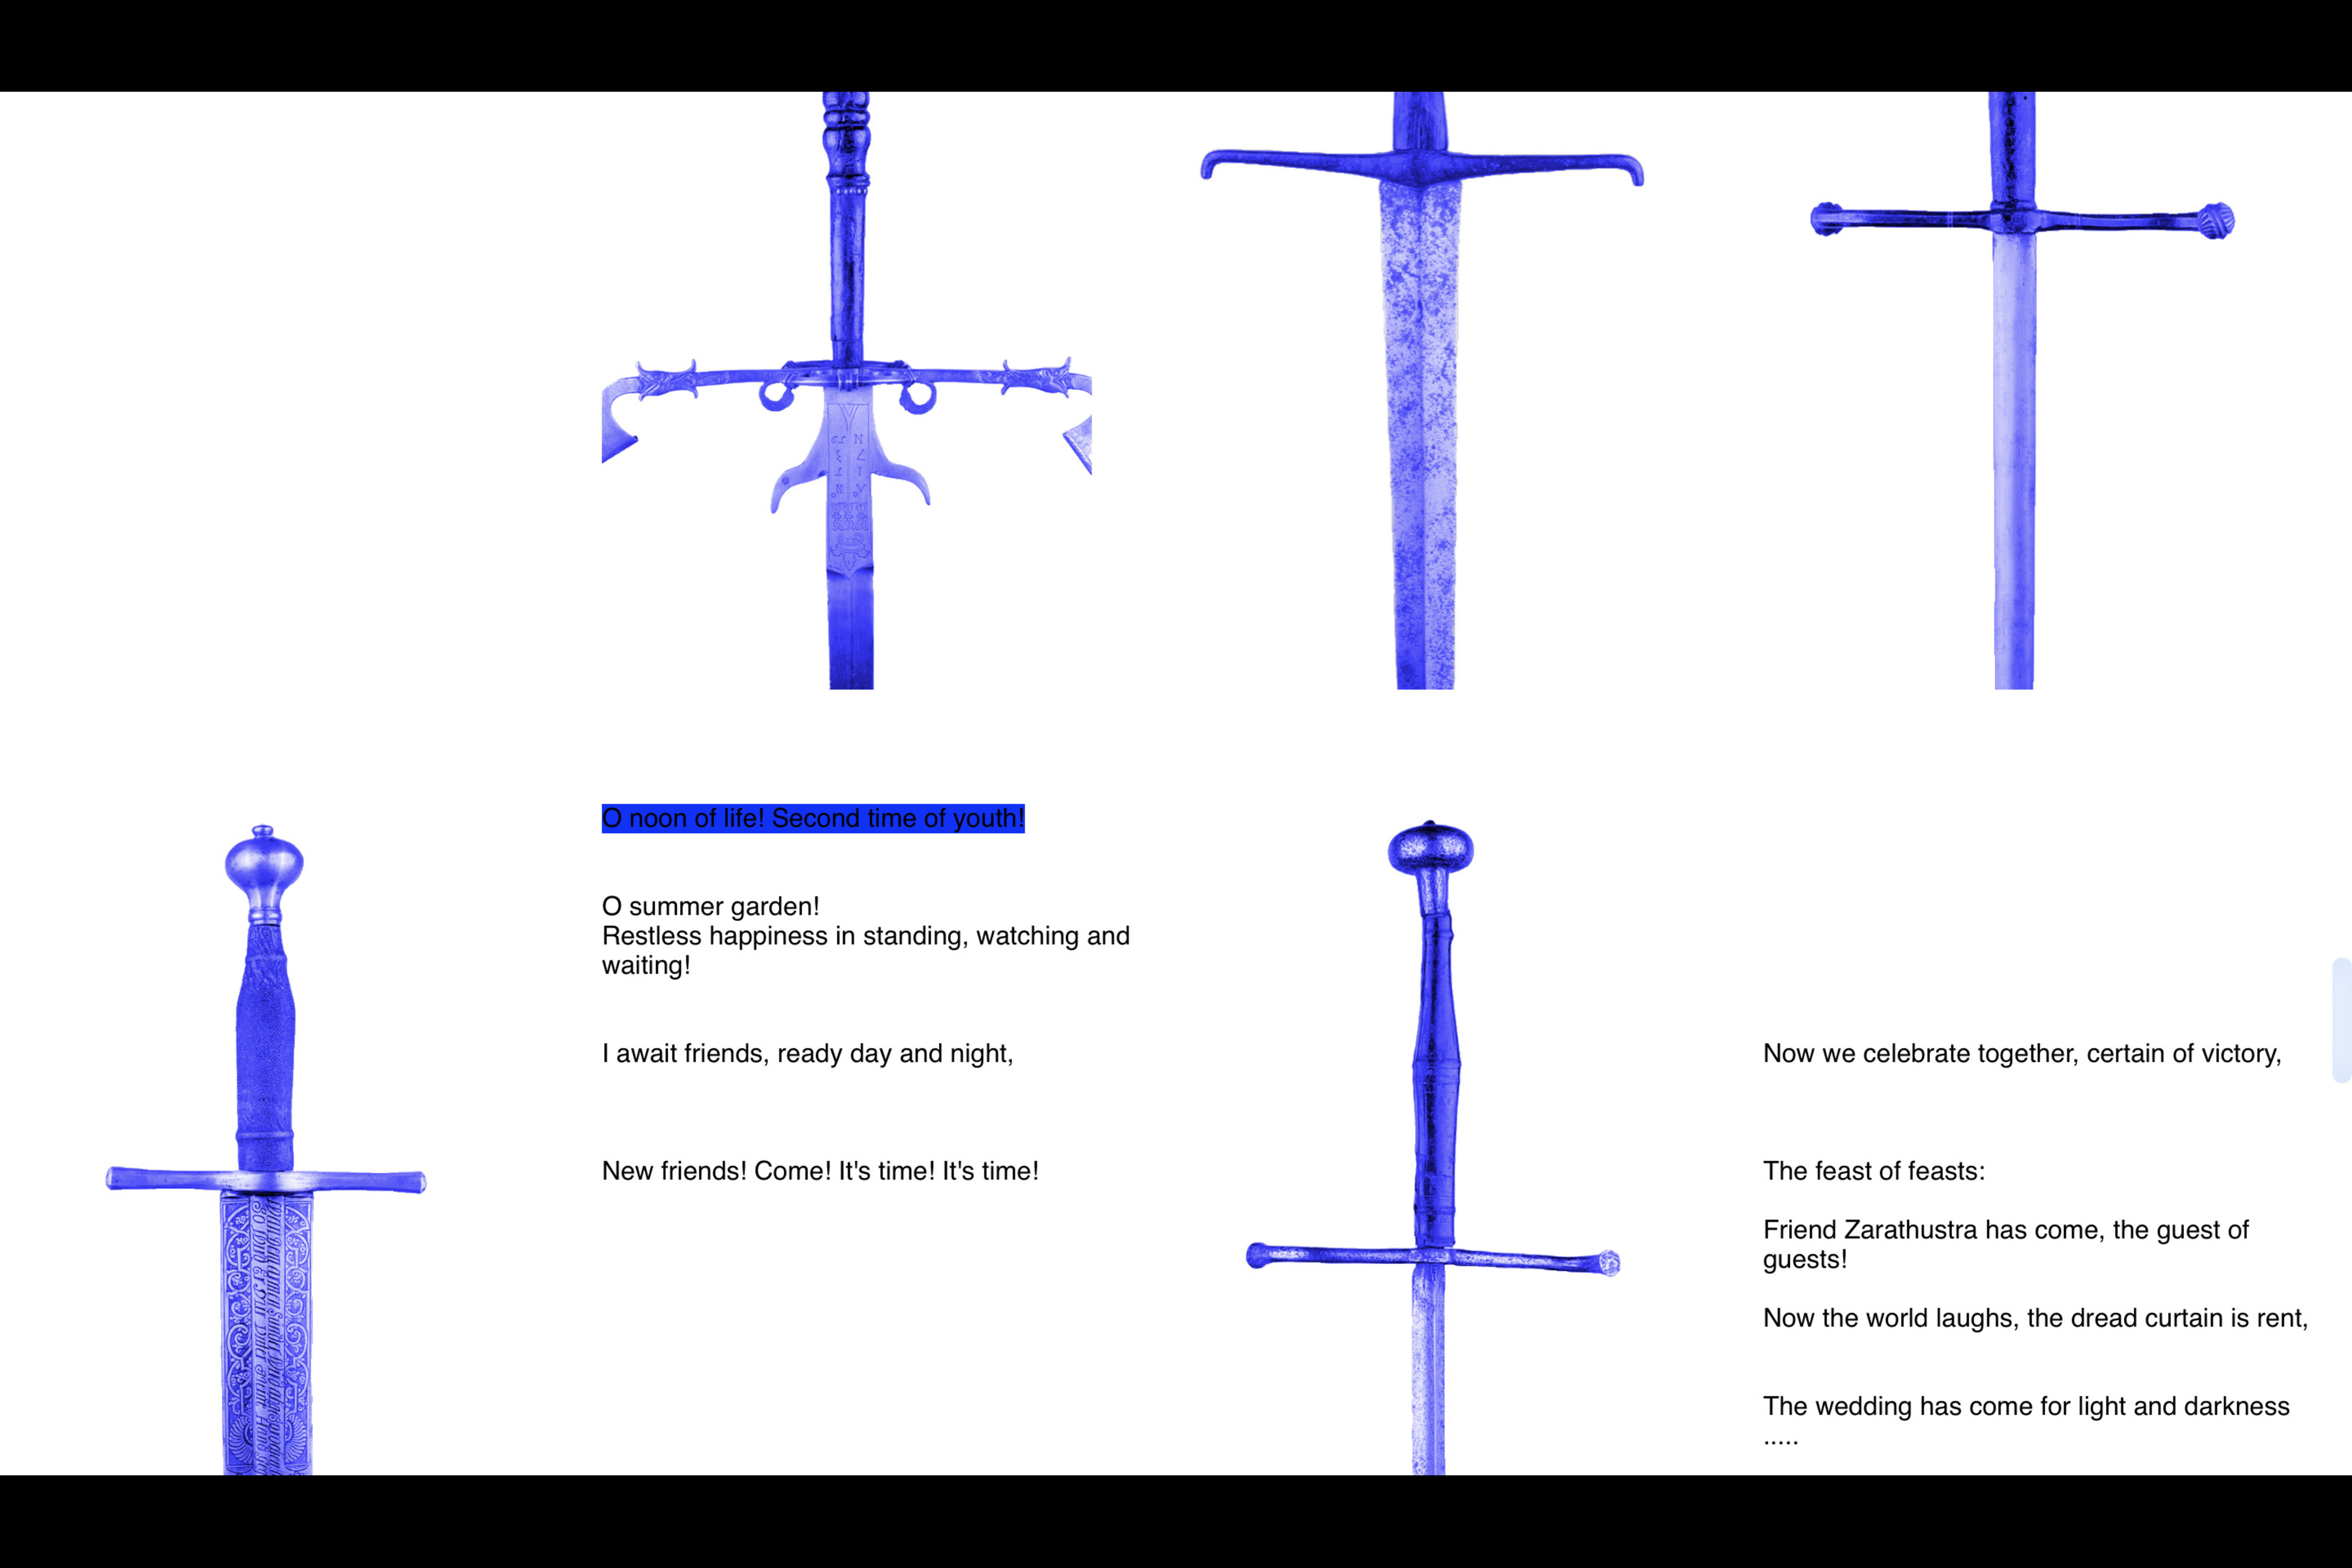 O noon of life! Second time of youth!
O summer garden!
Restless happiness in standing, watching and
waiting!
I await friends, ready day and night,
New friends! Come! It's time! It's time!
Now we celebrate together, certain of victory,
The feast of feasts:
Friend Zarathustra has come, the guest of
guests!
Now the world laughs, the dread curtain is rent,
The wedding has come for light and darkness
.....